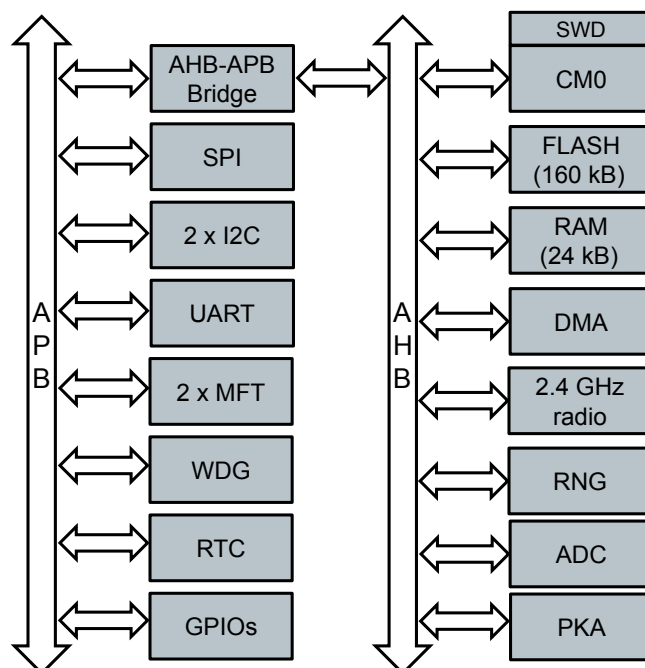 A
P
B
AHB-APB
Bridge
SPI
2 x I2C
UART
2 x MFT
WDG
RTC
GPIOs
A
H
B
SWD
CM0
FLASH
(160 kB)
RAM
(24 kB)
DMA
2.4 GHz
radio
RNG
ADC
PKA